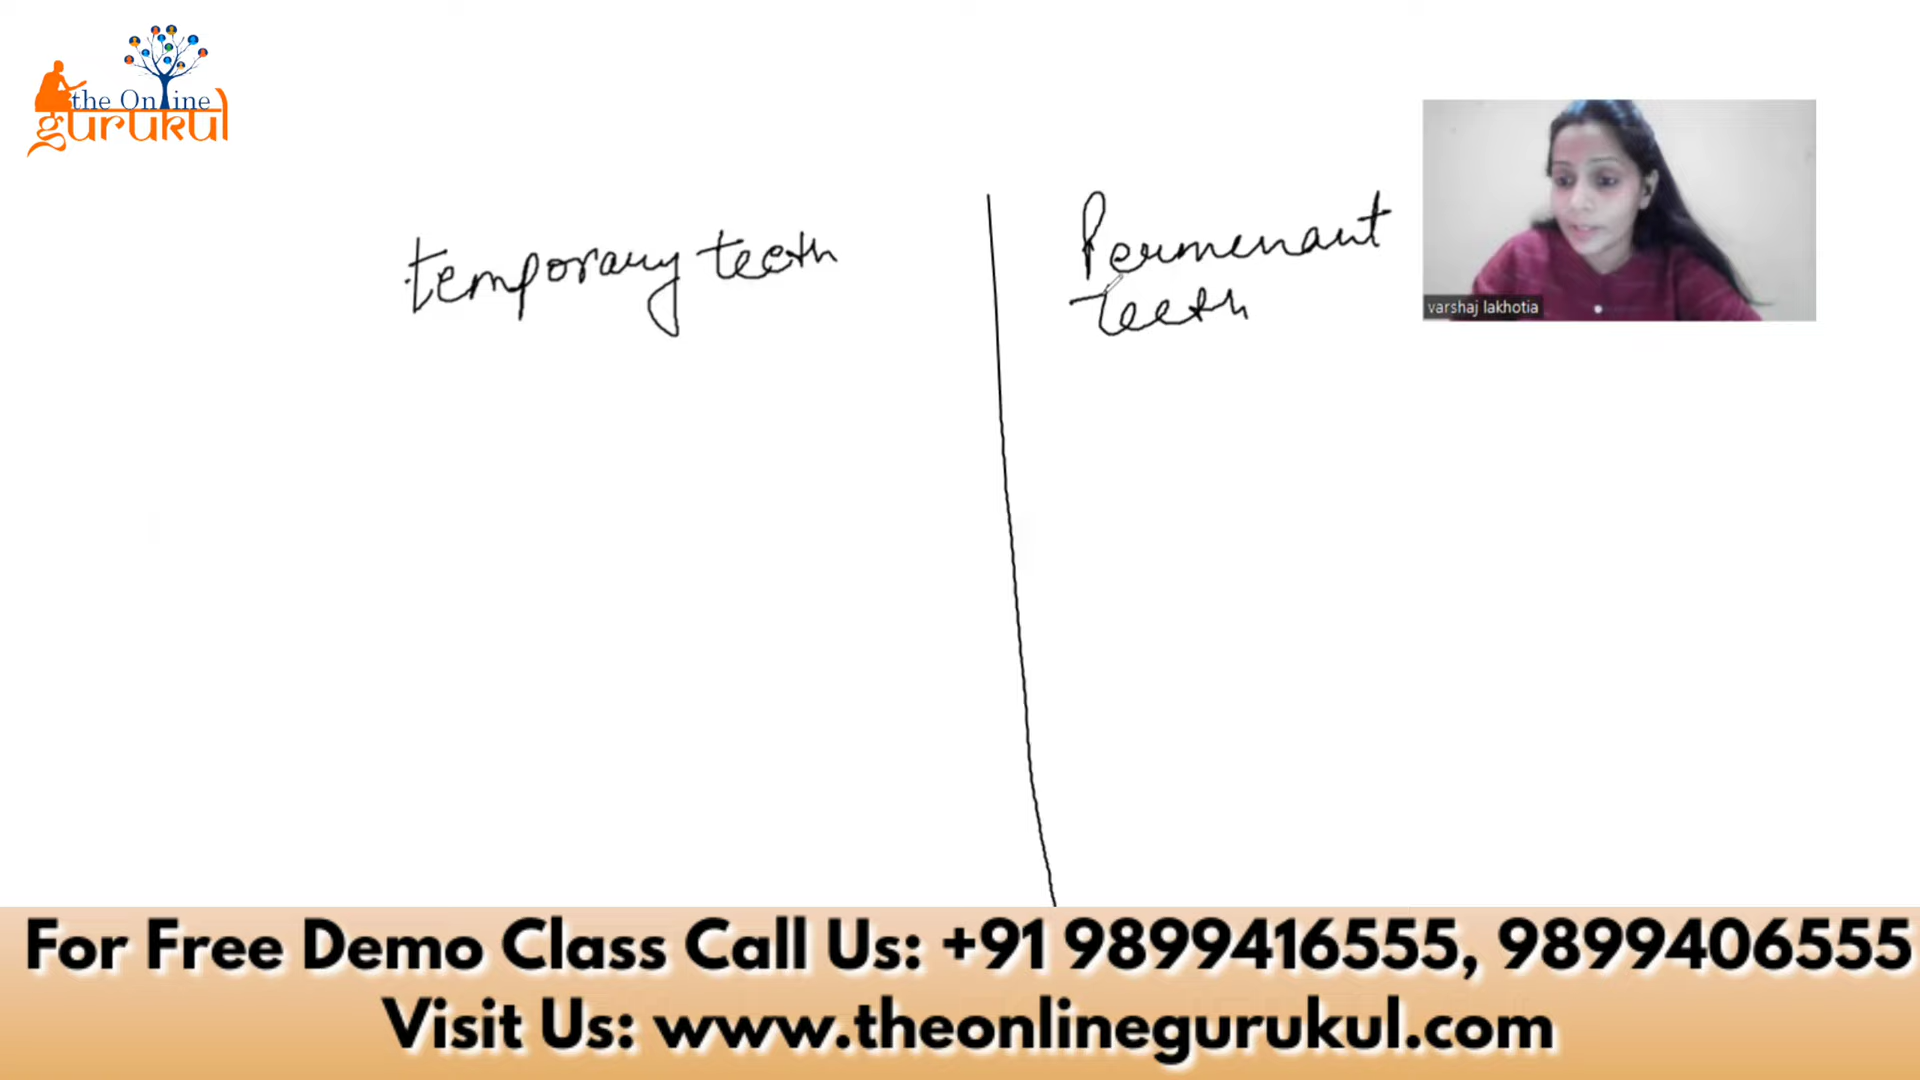 the Online
gurukul
temporary teeth
Permenant
teeth
varshaj lakhotia
For Free Demo Class Call Us: +91 9899416555, 9899406555
Visit Us: www.theonlinegurukul.com